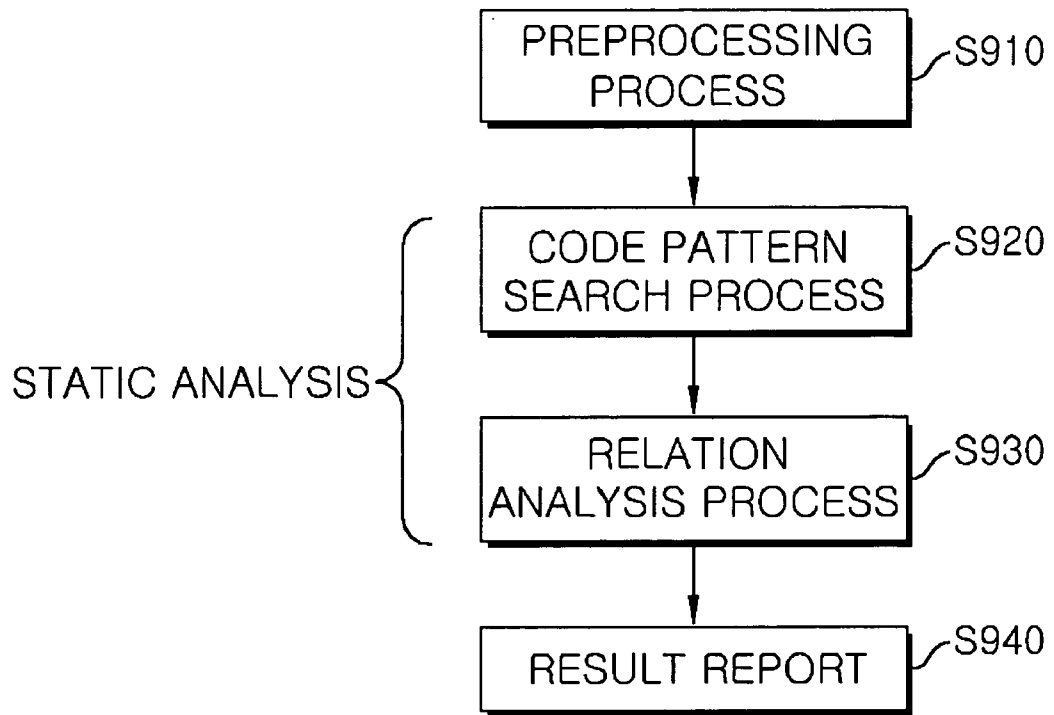 PREPROCESSING
PROCESS
S910
CODE PATTERN
SEARCH PROCESS
S920
STATIC ANALYSIS
RELATION
ANALYSIS PROCESS
S930
RESULT REPORT
S940